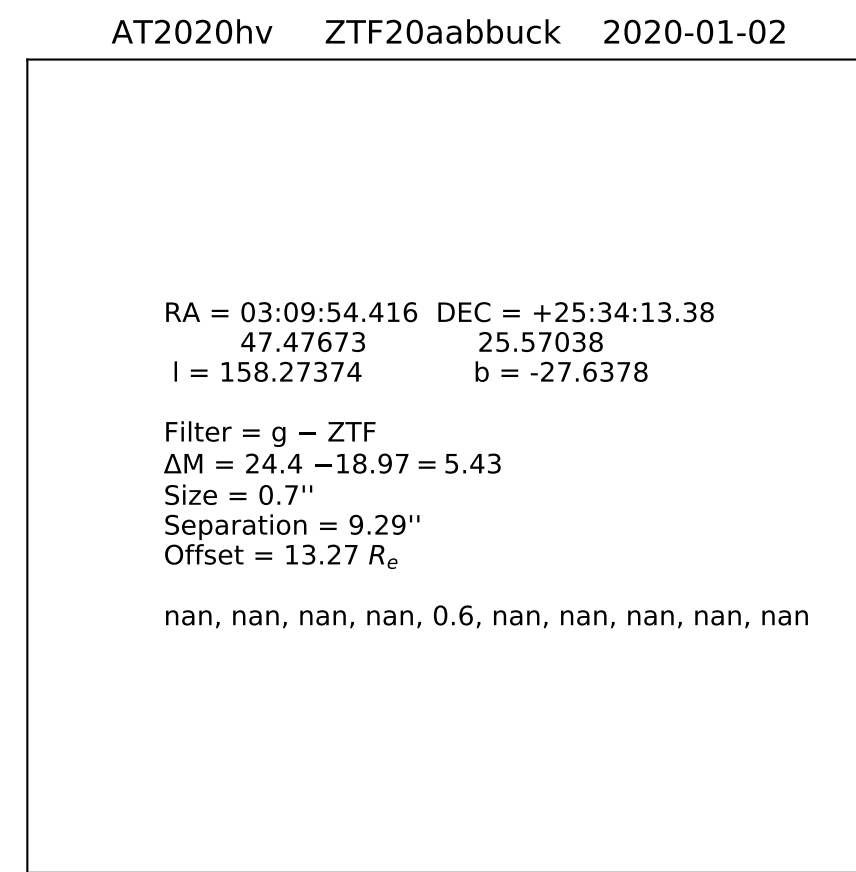 AT2020hv ZTF20aabbuck 2020-01-02
RA = 03:09:54.416 DEC = +25:34:13.38
47.47673 25.57038
l = 158.27374 b = -27.6378
Filter = g − ZTF
ΔM = 24.4 −18.97 = 5.43
Size = 0.7''
Separation = 9.29''
Offset = 13.27 Re
nan, nan, nan, nan, 0.6, nan, nan, nan, nan, nan